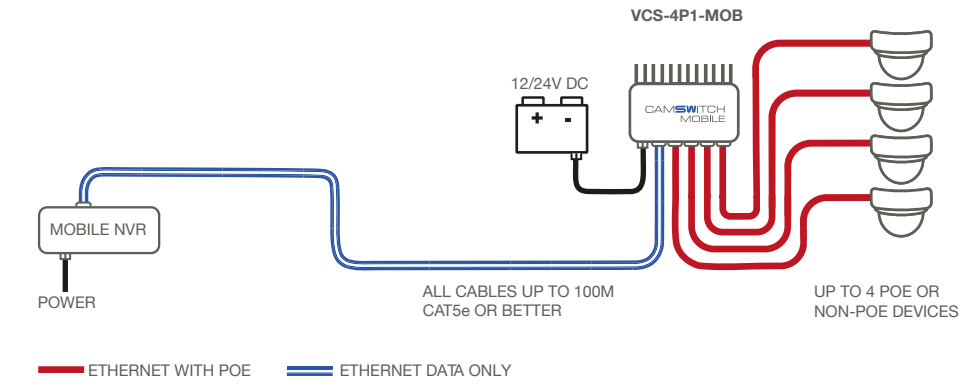 VCS-4P1-MOB
12/24V DC
+ -
CAMSWITCH
MOBILE
MOBILE NVR
POWER
ALL CABLES UP TO 100M
CAT5e OR BETTER
UP TO 4 POE OR
NON-POE DEVICES
ETHERNET WITH POE
ETHERNET DATA ONLY